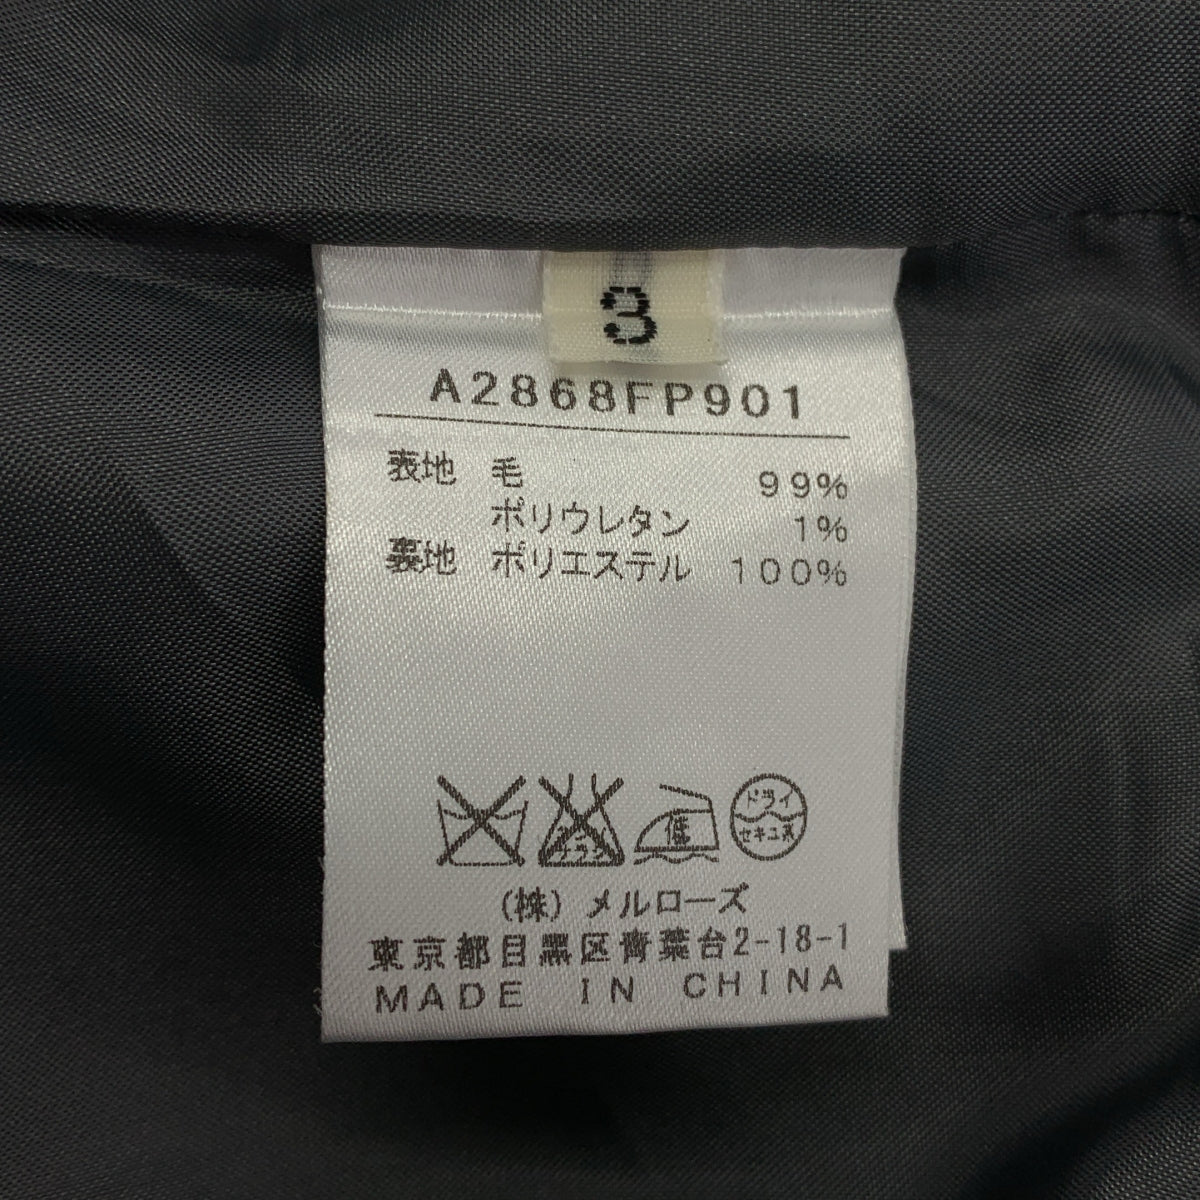 3
A2868FP901
表地 毛 99%
ポリウレタン 1%
裏地 ポリエステル 100%
低
ドライ
セキユ系
(株)メルローズ
東京都目黒区青葉台2-18-1
MADE IN CHINA